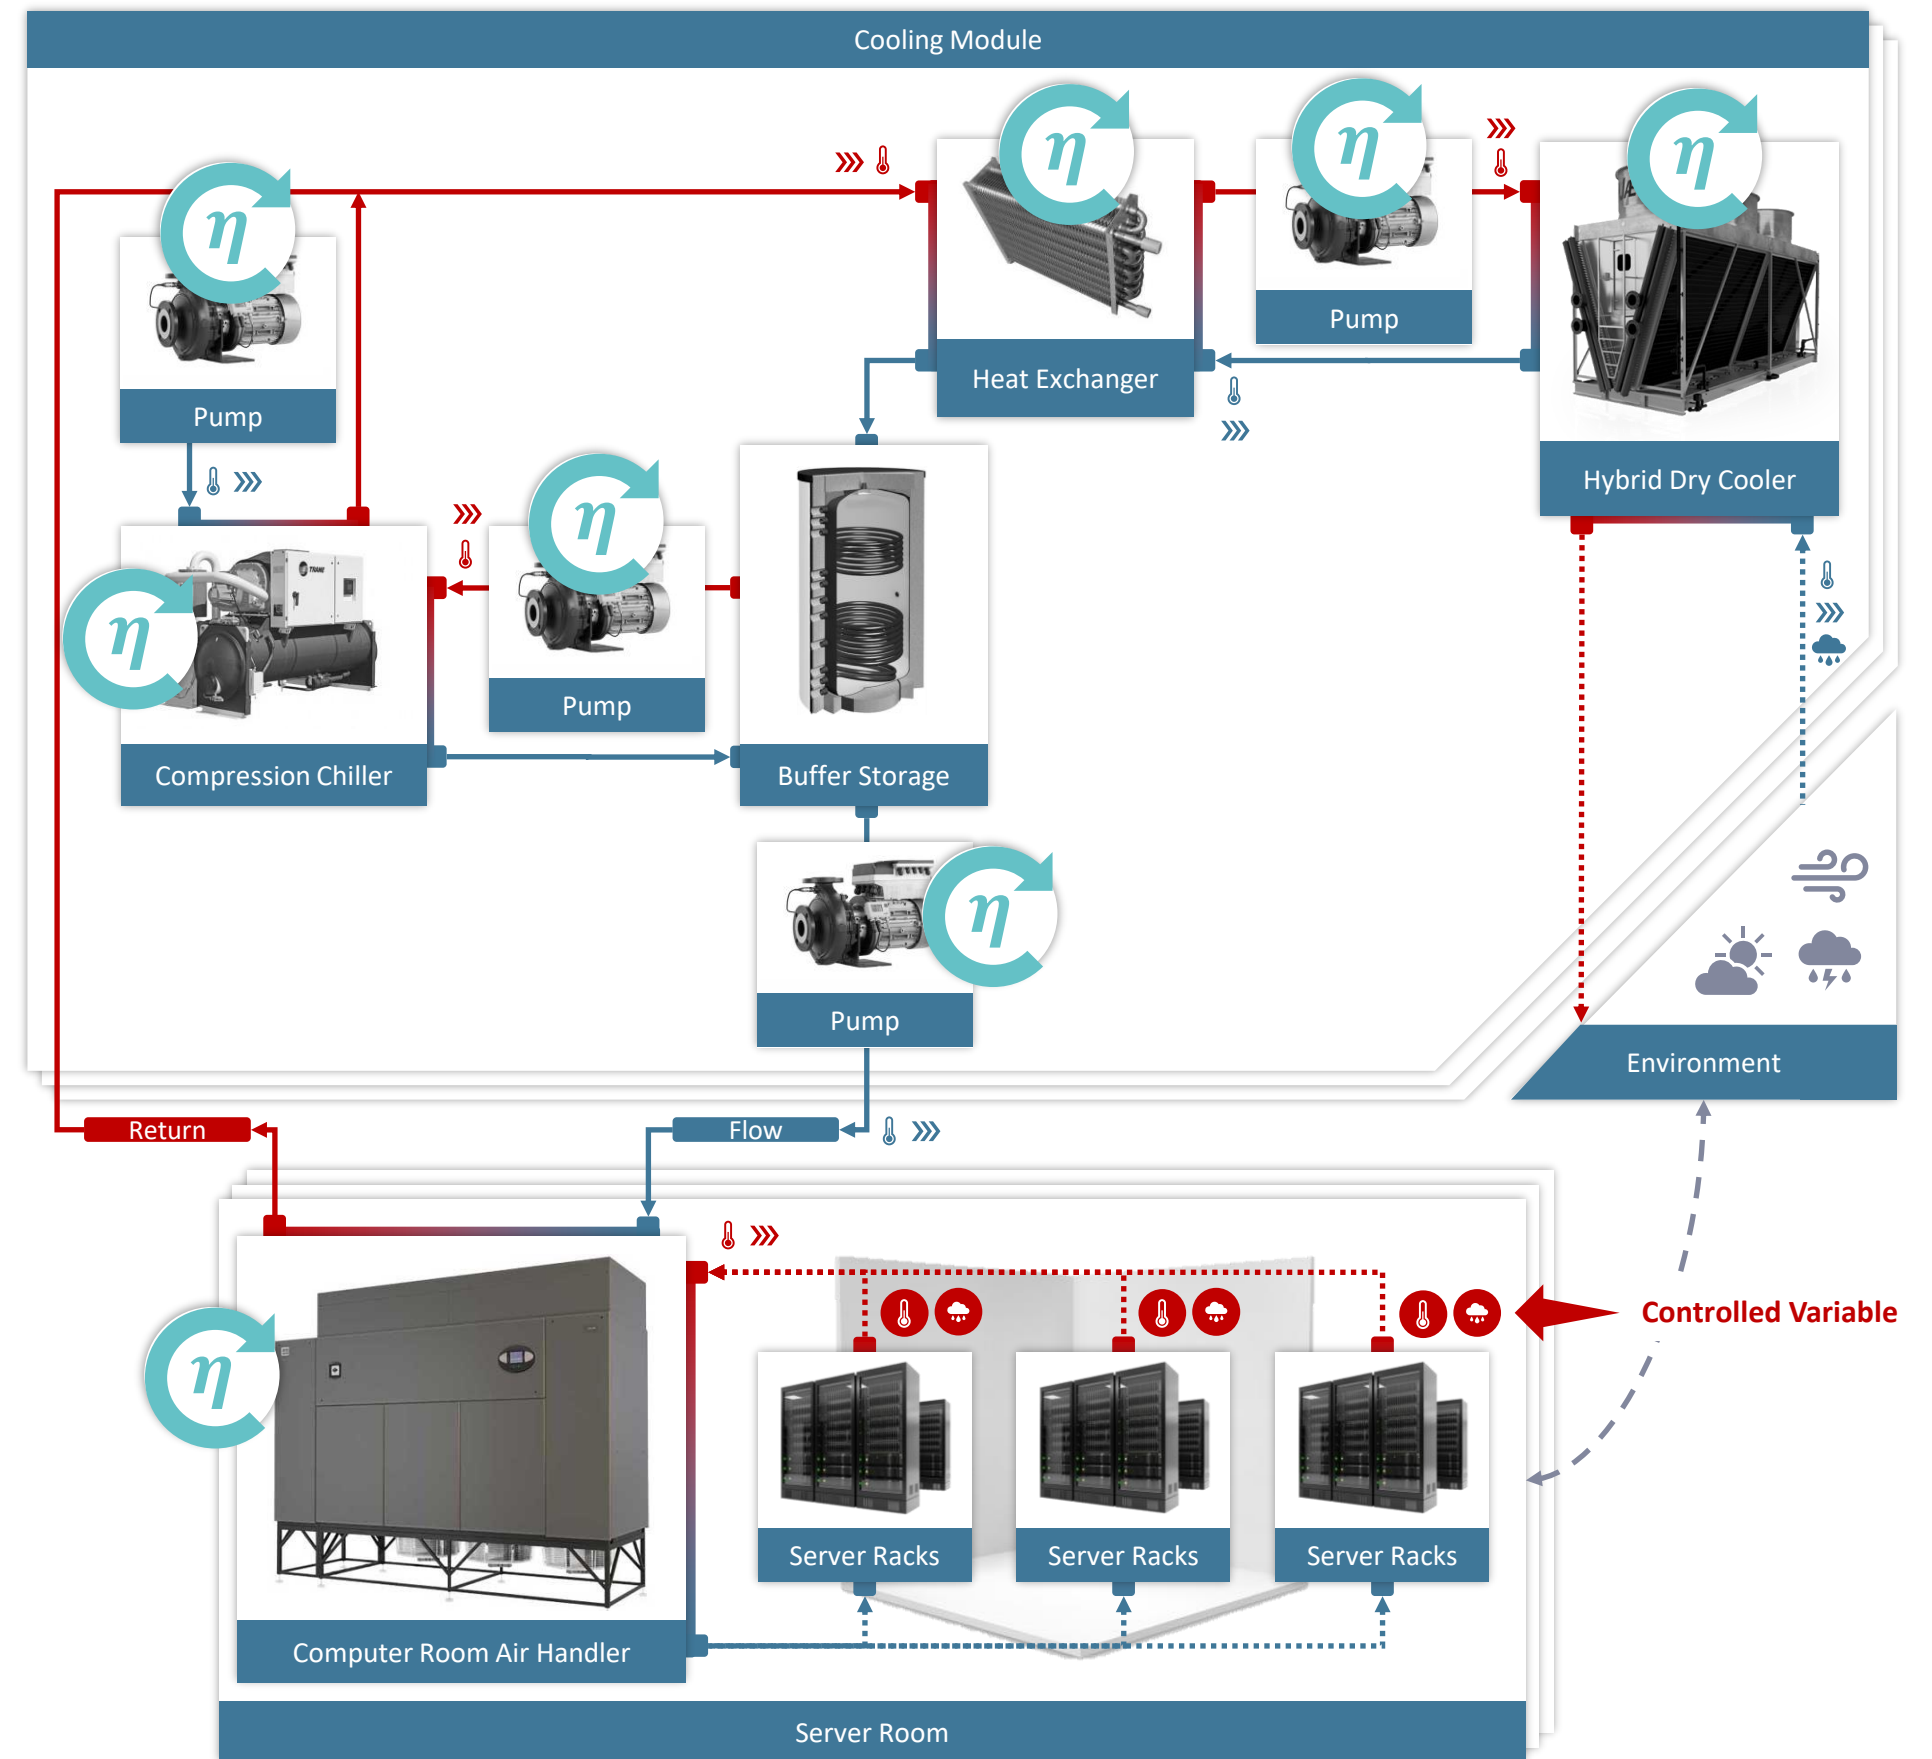 Cooling Module
η
η
η
η
Pump
Heat Exchanger
Pump
Hybrid Dry Cooler
η
η
TRANE
Compression Chiller
Pump
Buffer Storage
η
Pump
Environment
Return
Flow
Controlled Variable
η
Server Racks
Server Racks
Server Racks
Computer Room Air Handler
Server Room